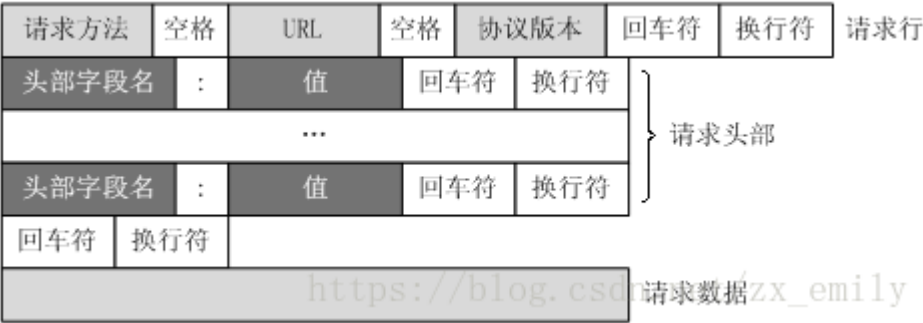 请求方法 空格 URL 空格 协议版本 回车符 换行符 请求行
头部字段名 : 值 回车符 换行符
… 请求头部
头部字段名 : 值 回车符 换行符
回车符 换行符
https://blog.csdn.net/zx_emily 请求数据